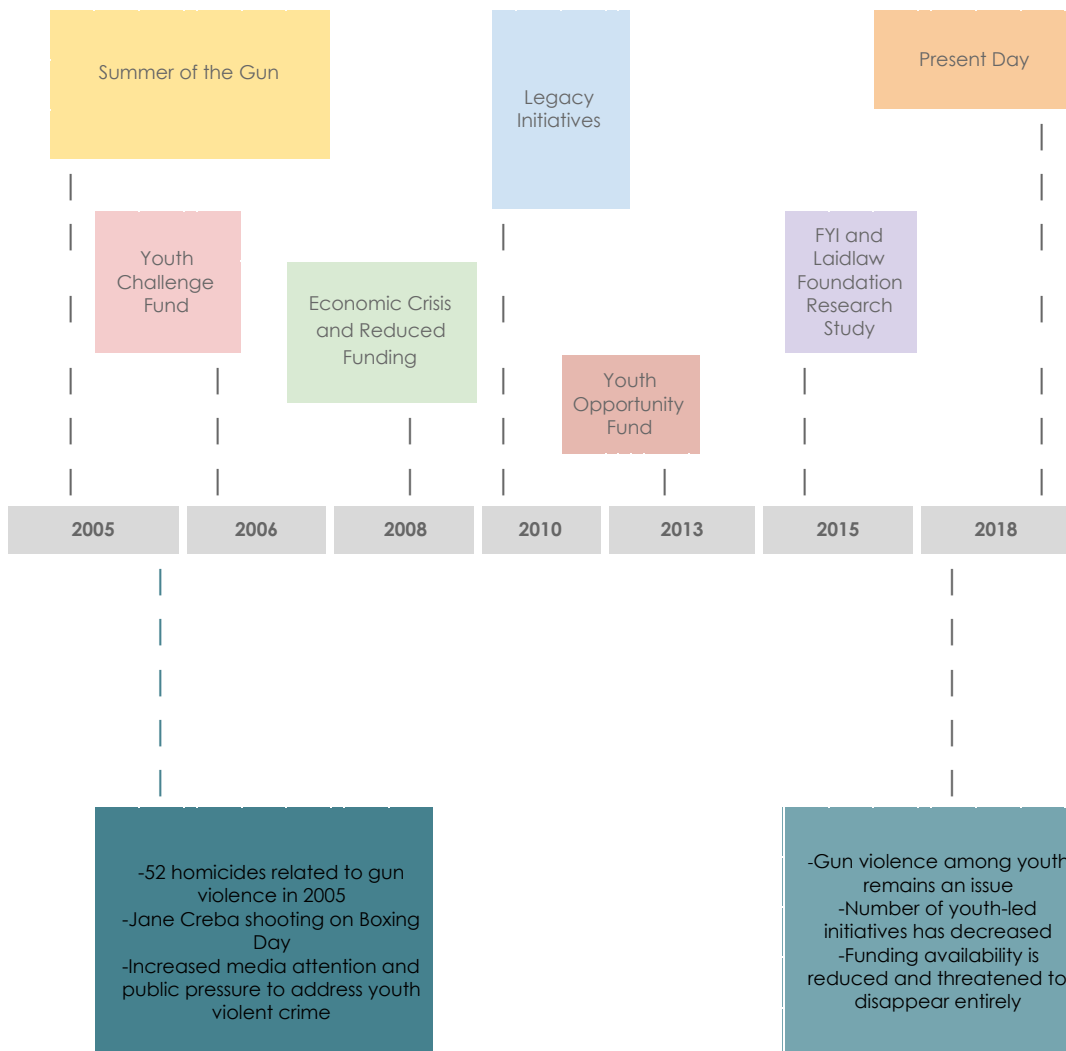 Summer of the Gun
Legacy
Initiatives
Present Day
Youth
Challenge
Fund
Economic Crisis
and Reduced
Funding
Youth
Opportunity
Fund
FYI and
Laidlaw
Foundation
Research
Study
2005
2006
2008
2010
2013
2015
2018
-52 homicides related to gun
violence in 2005
-Jane Creba shooting on Boxing
Day
-Increased media attention and
public pressure to address youth
violent crime
-Gun violence among youth
remains an issue
-Number of youth-led
initiatives has decreased
-Funding availability is
reduced and threatened to
disappear entirely